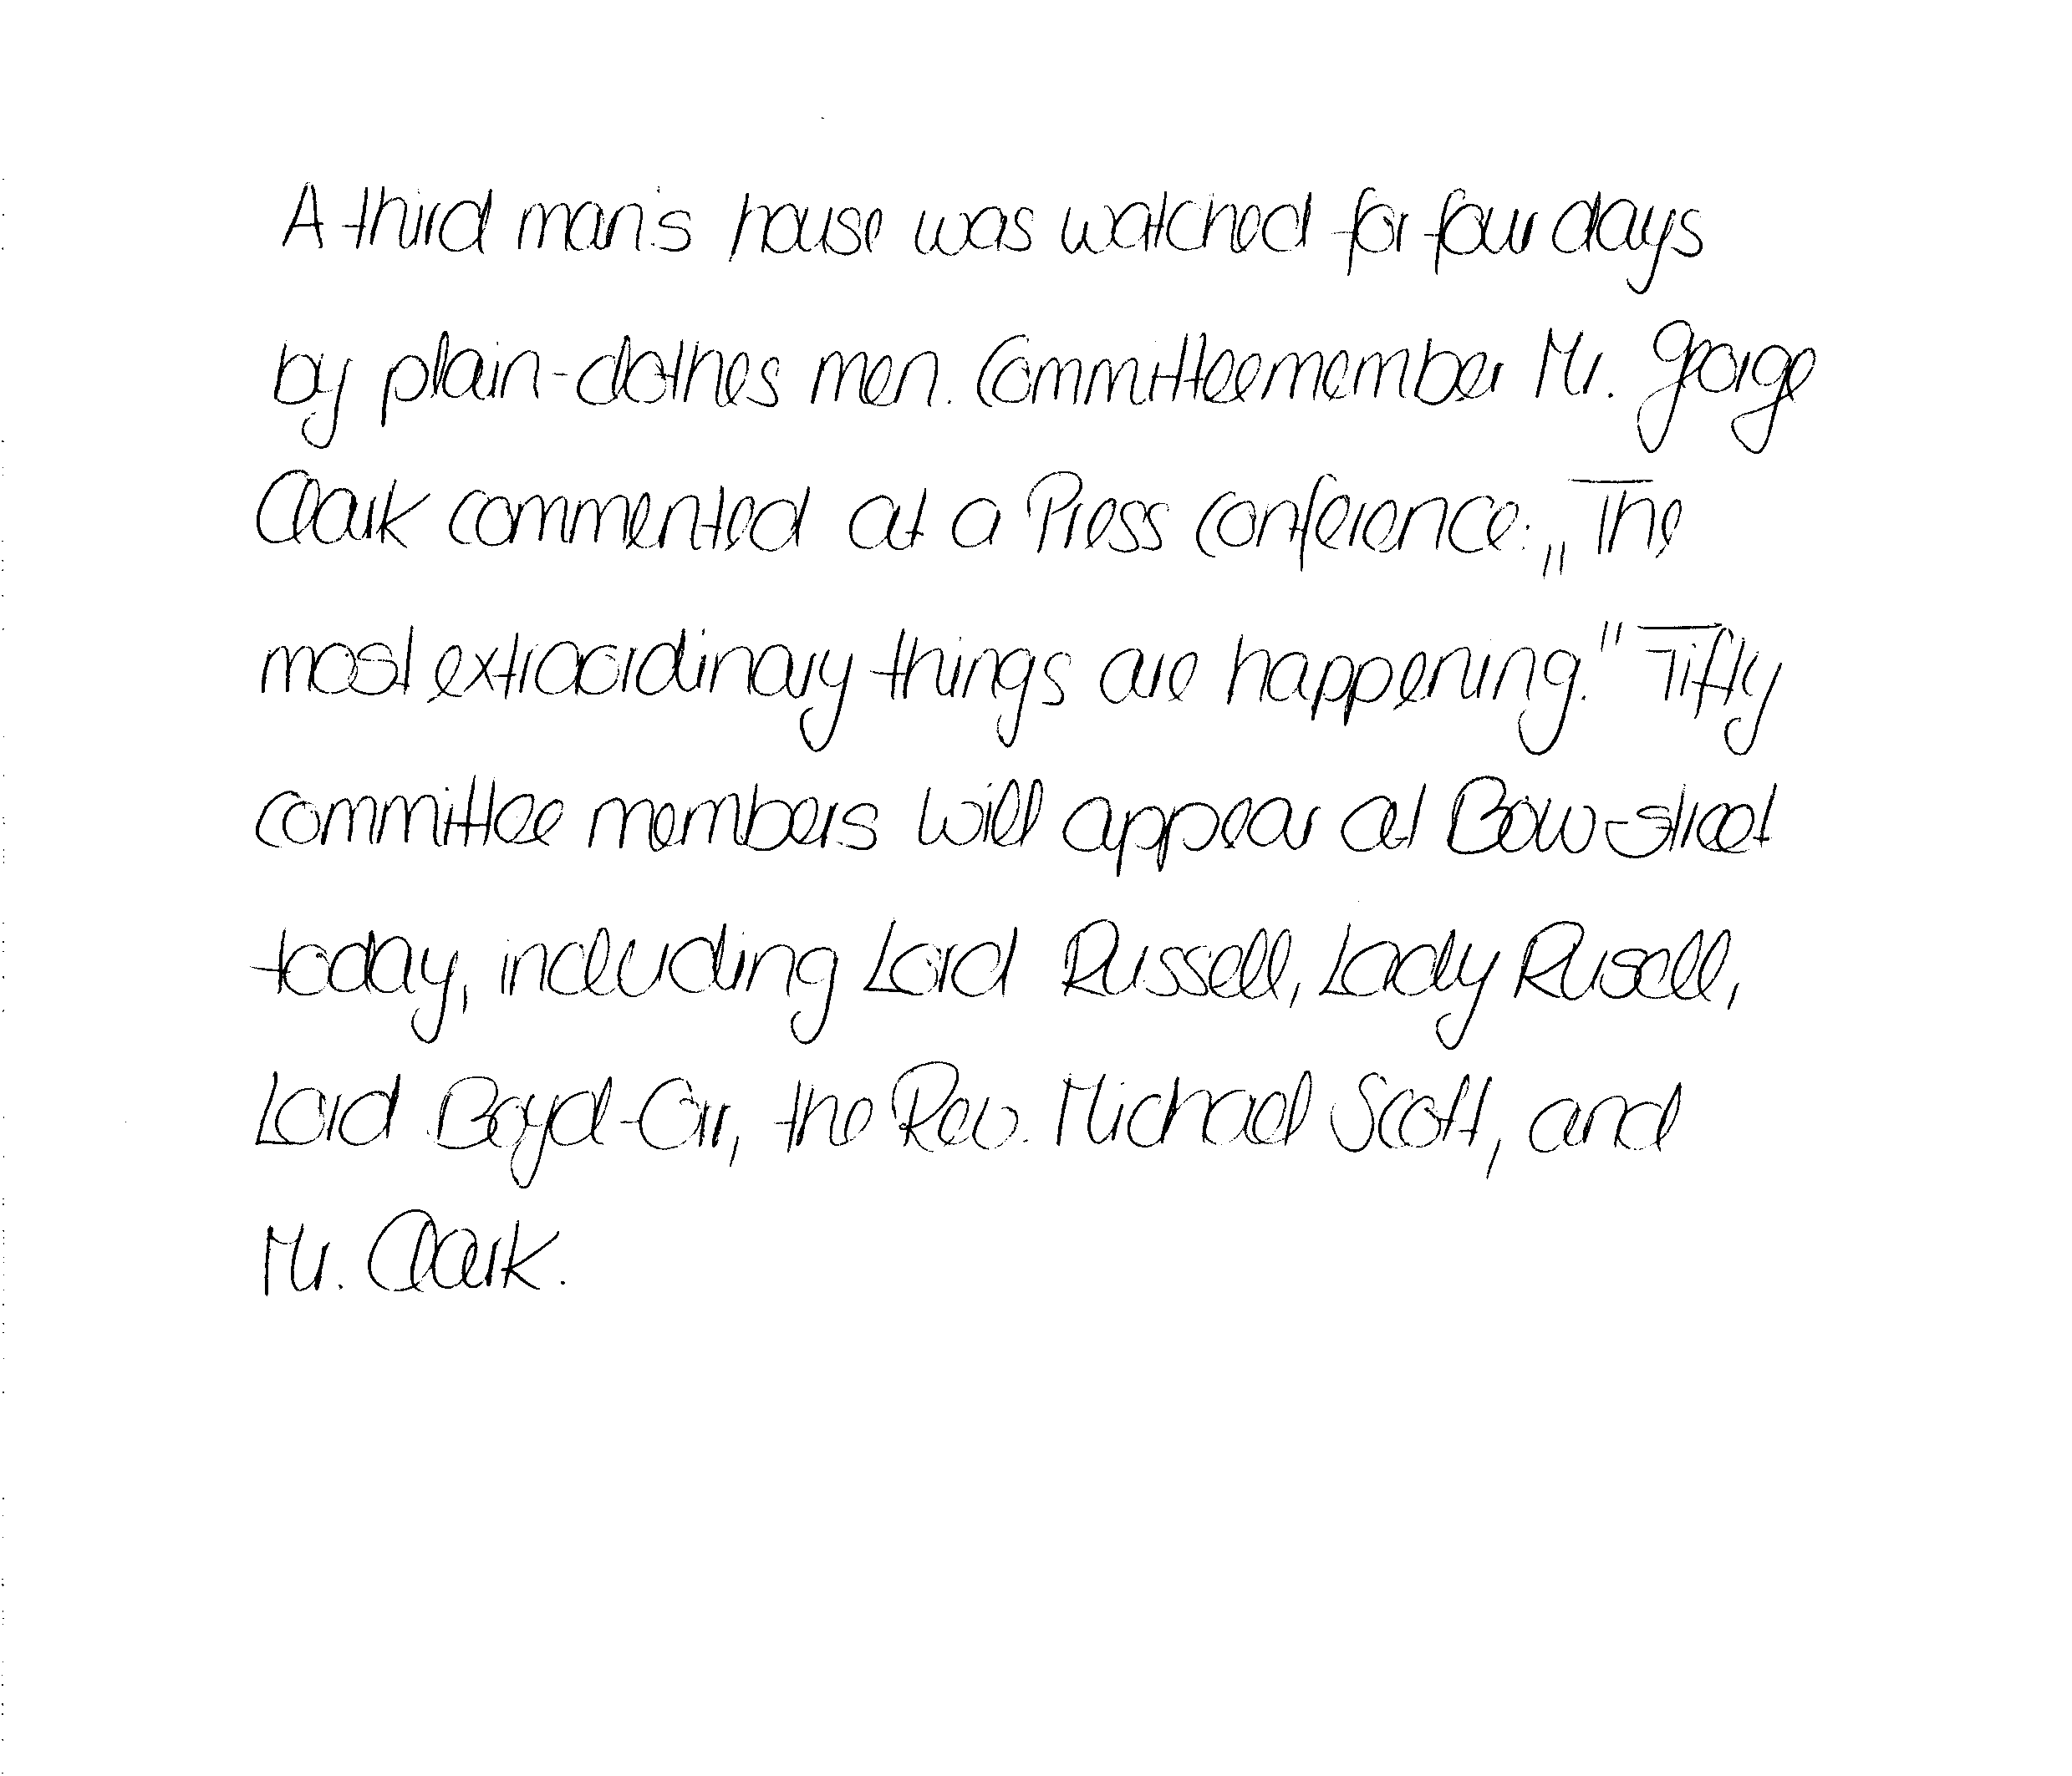 A third man's house was watched for four days
by plain-clothes men. Committeemember Mr. George
Clark commented at a Press conference: „The
most extraordinary things are happening." Fifty
committee members will appear at Bow-street
today, including Lord Russell, Lady Rusell,
Lord Boyd-Orr, the Rev. Michael Scott, and
Mr. Clark.